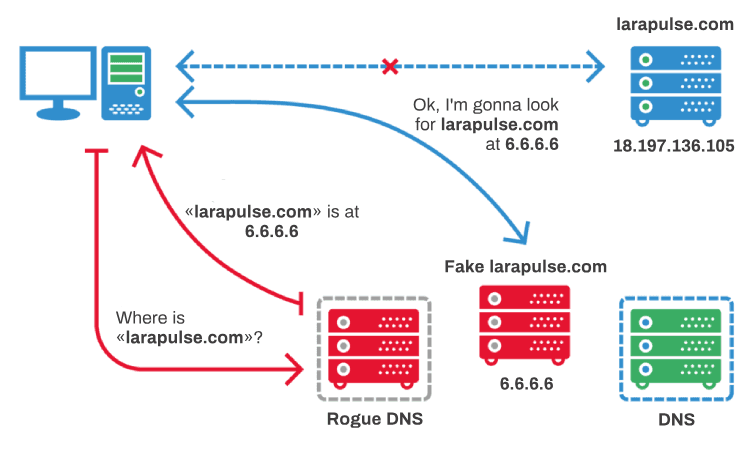 larapulse.com
18.197.136.105
Ok, I'm gonna look
for larapulse.com
at 6.6.6.6
«larapulse.com» is at
6.6.6.6
Fake larapulse.com
6.6.6.6
Where is
«larapulse.com»?
Rogue DNS
DNS